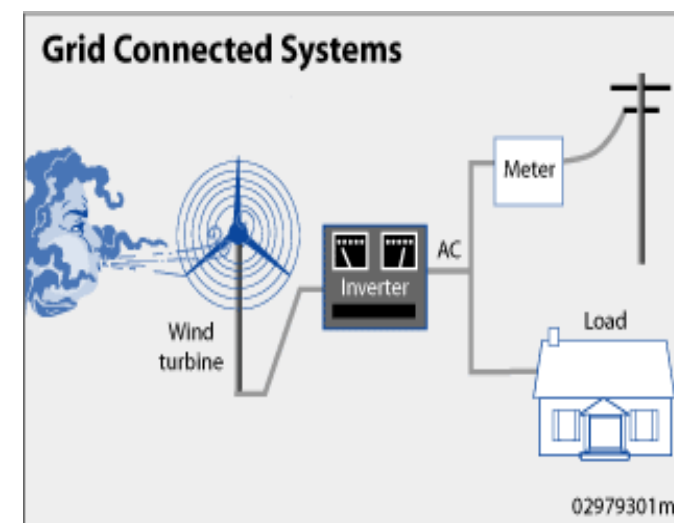 Grid Connected Systems
Meter
AC
Inverter
Wind
turbine
Load
02979301m